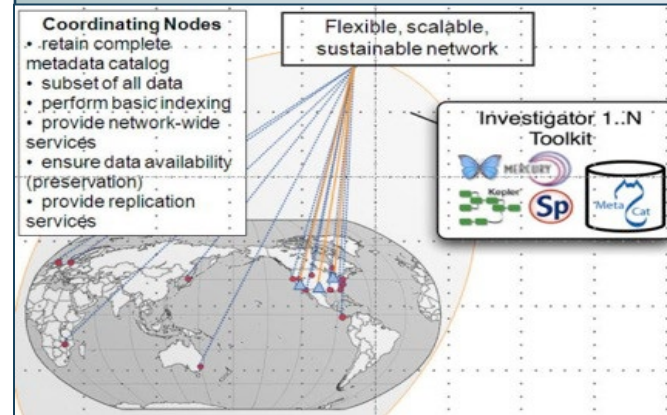 Coordinating Nodes
• retain complete
metadata catalog
• subset of all data
• perform basic indexing
• provide network-wide
services
• ensure data availability
(preservation)
• provide replication
services
Flexible, scalable,
sustainable network
Investigator 1..N
Toolkit
MERCURY
Kepler
Sp
Meta
Cat